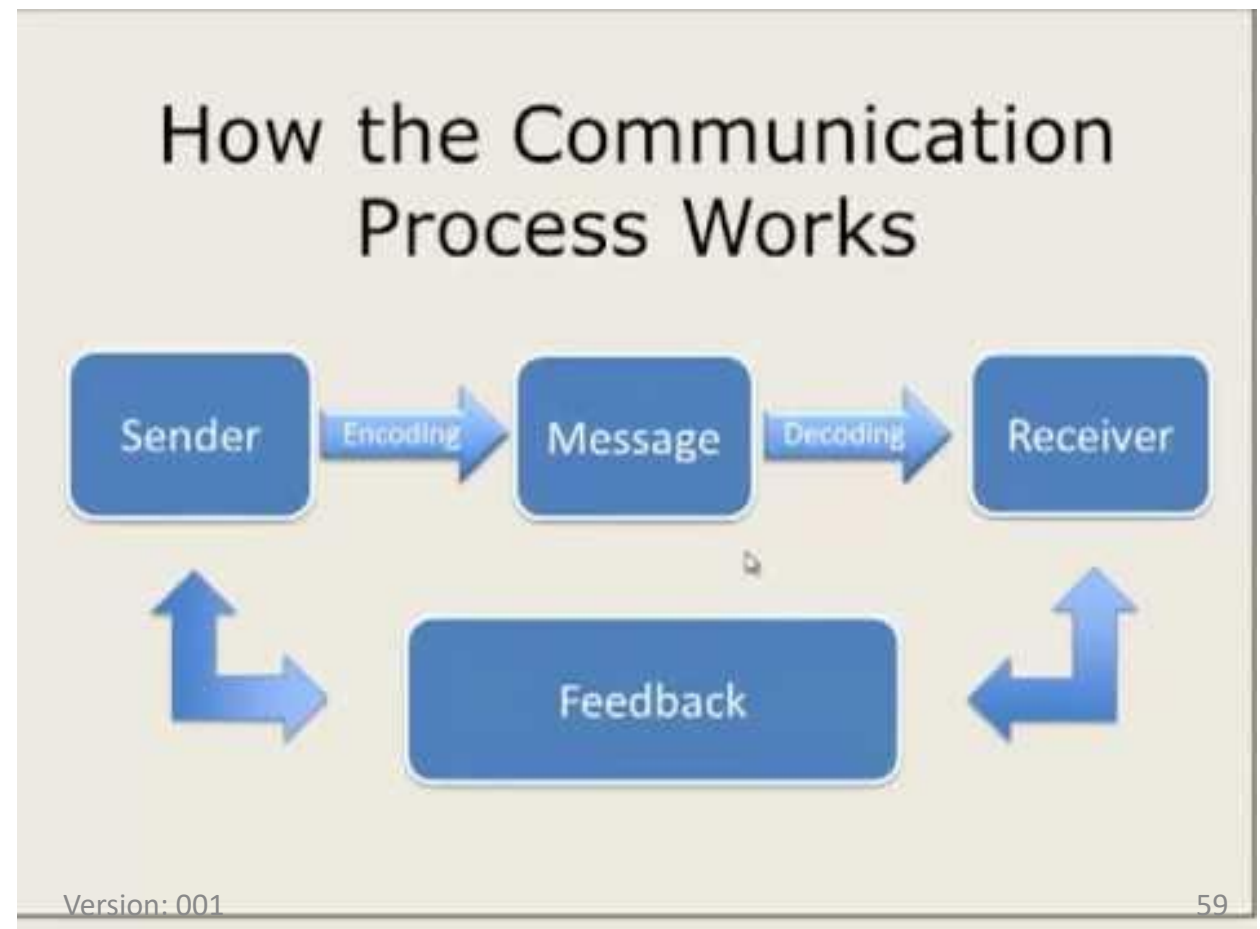 How the Communication
Process Works
Sender
Encoding
Message
Decoding
Receiver
Feedback
Version: 001
59